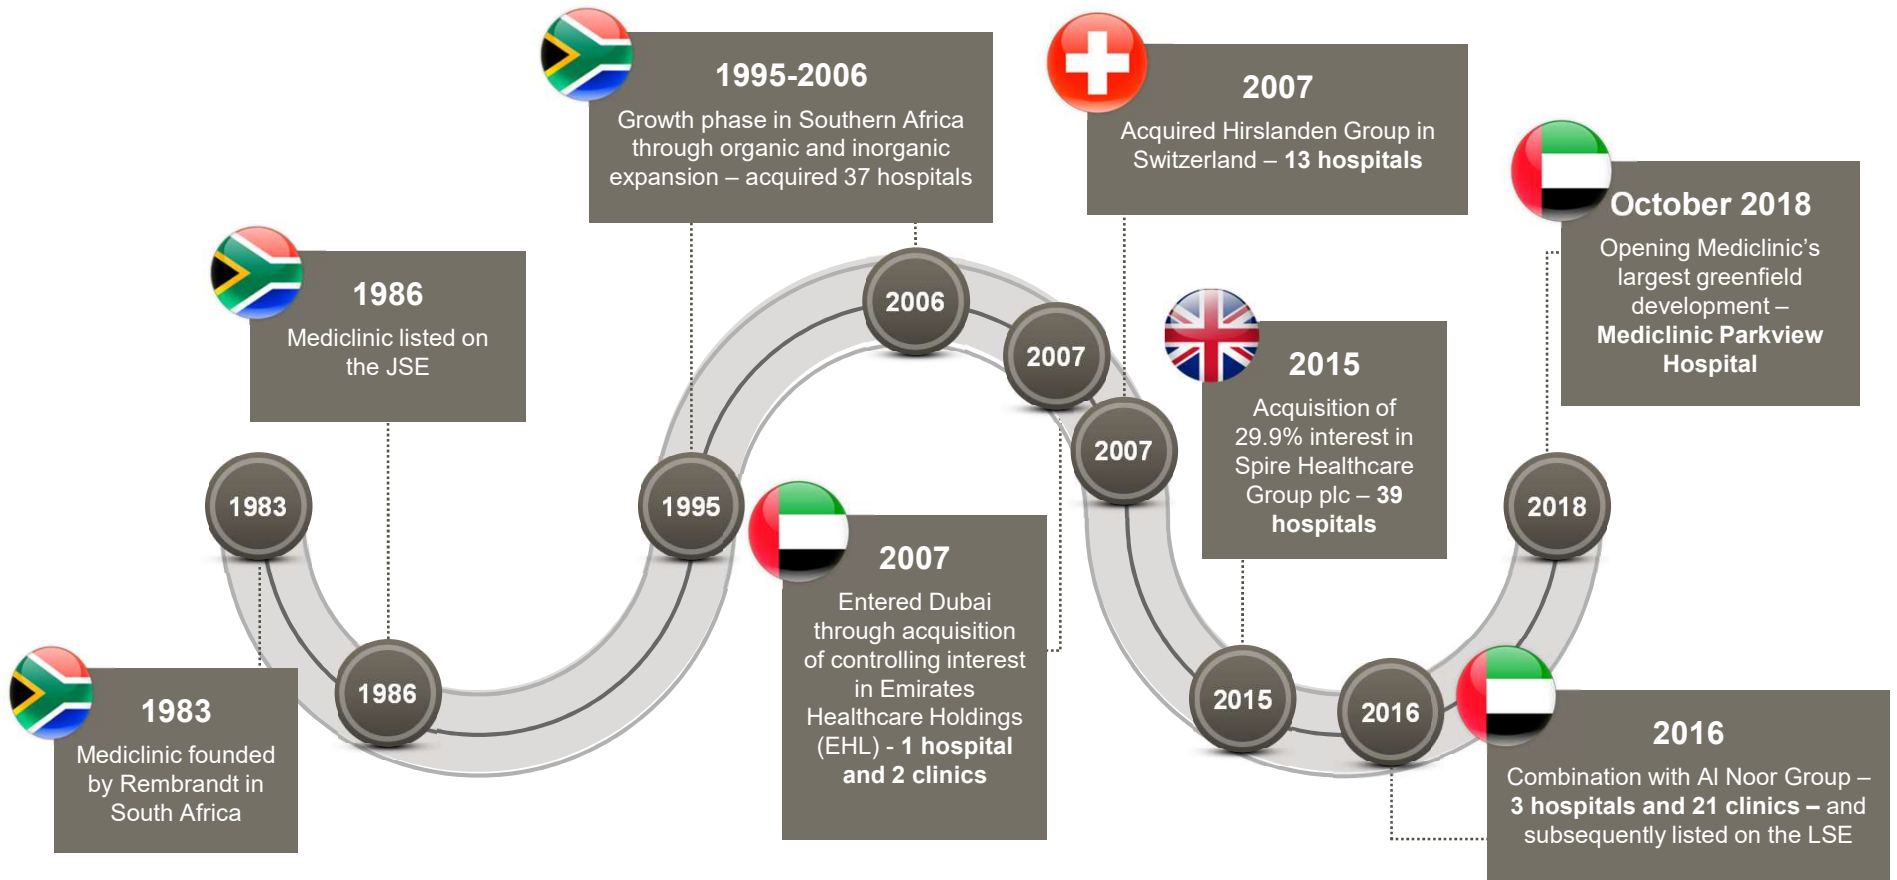 1995-2006
Growth phase in Southern Africa
through organic and inorganic
expansion – acquired 37 hospitals
2007
Acquired Hirslanden Group in
Switzerland – 13 hospitals
October 2018
Opening Mediclinic’s
largest greenfield
development –
Mediclinic Parkview
Hospital
1986
Mediclinic listed on
the JSE
2015
Acquisition of
29.9% interest in
Spire Healthcare
Group plc – 39
hospitals
1983
1986
1995
2006
2007
2007
2015
2016
2018
1983
Mediclinic founded
by Rembrandt in
South Africa
2007
Entered Dubai
through acquisition
of controlling interest
in Emirates
Healthcare Holdings
(EHL) - 1 hospital
and 2 clinics
2016
Combination with Al Noor Group –
3 hospitals and 21 clinics – and
subsequently listed on the LSE